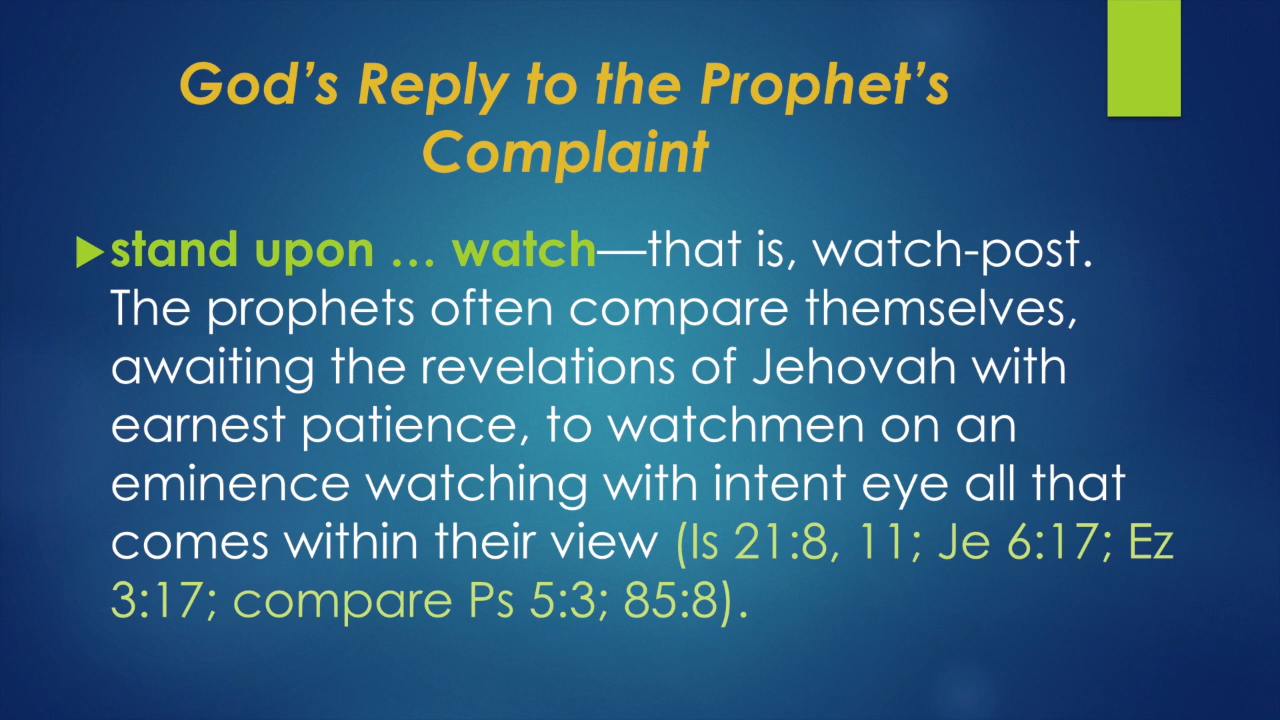 God’s Reply to the Prophet’s
Complaint
stand upon … watch—that is, watch-post.
The prophets often compare themselves,
awaiting the revelations of Jehovah with
earnest patience, to watchmen on an
eminence watching with intent eye all that
comes within their view (Is 21:8, 11; Je 6:17; Ez
3:17; compare Ps 5:3; 85:8).